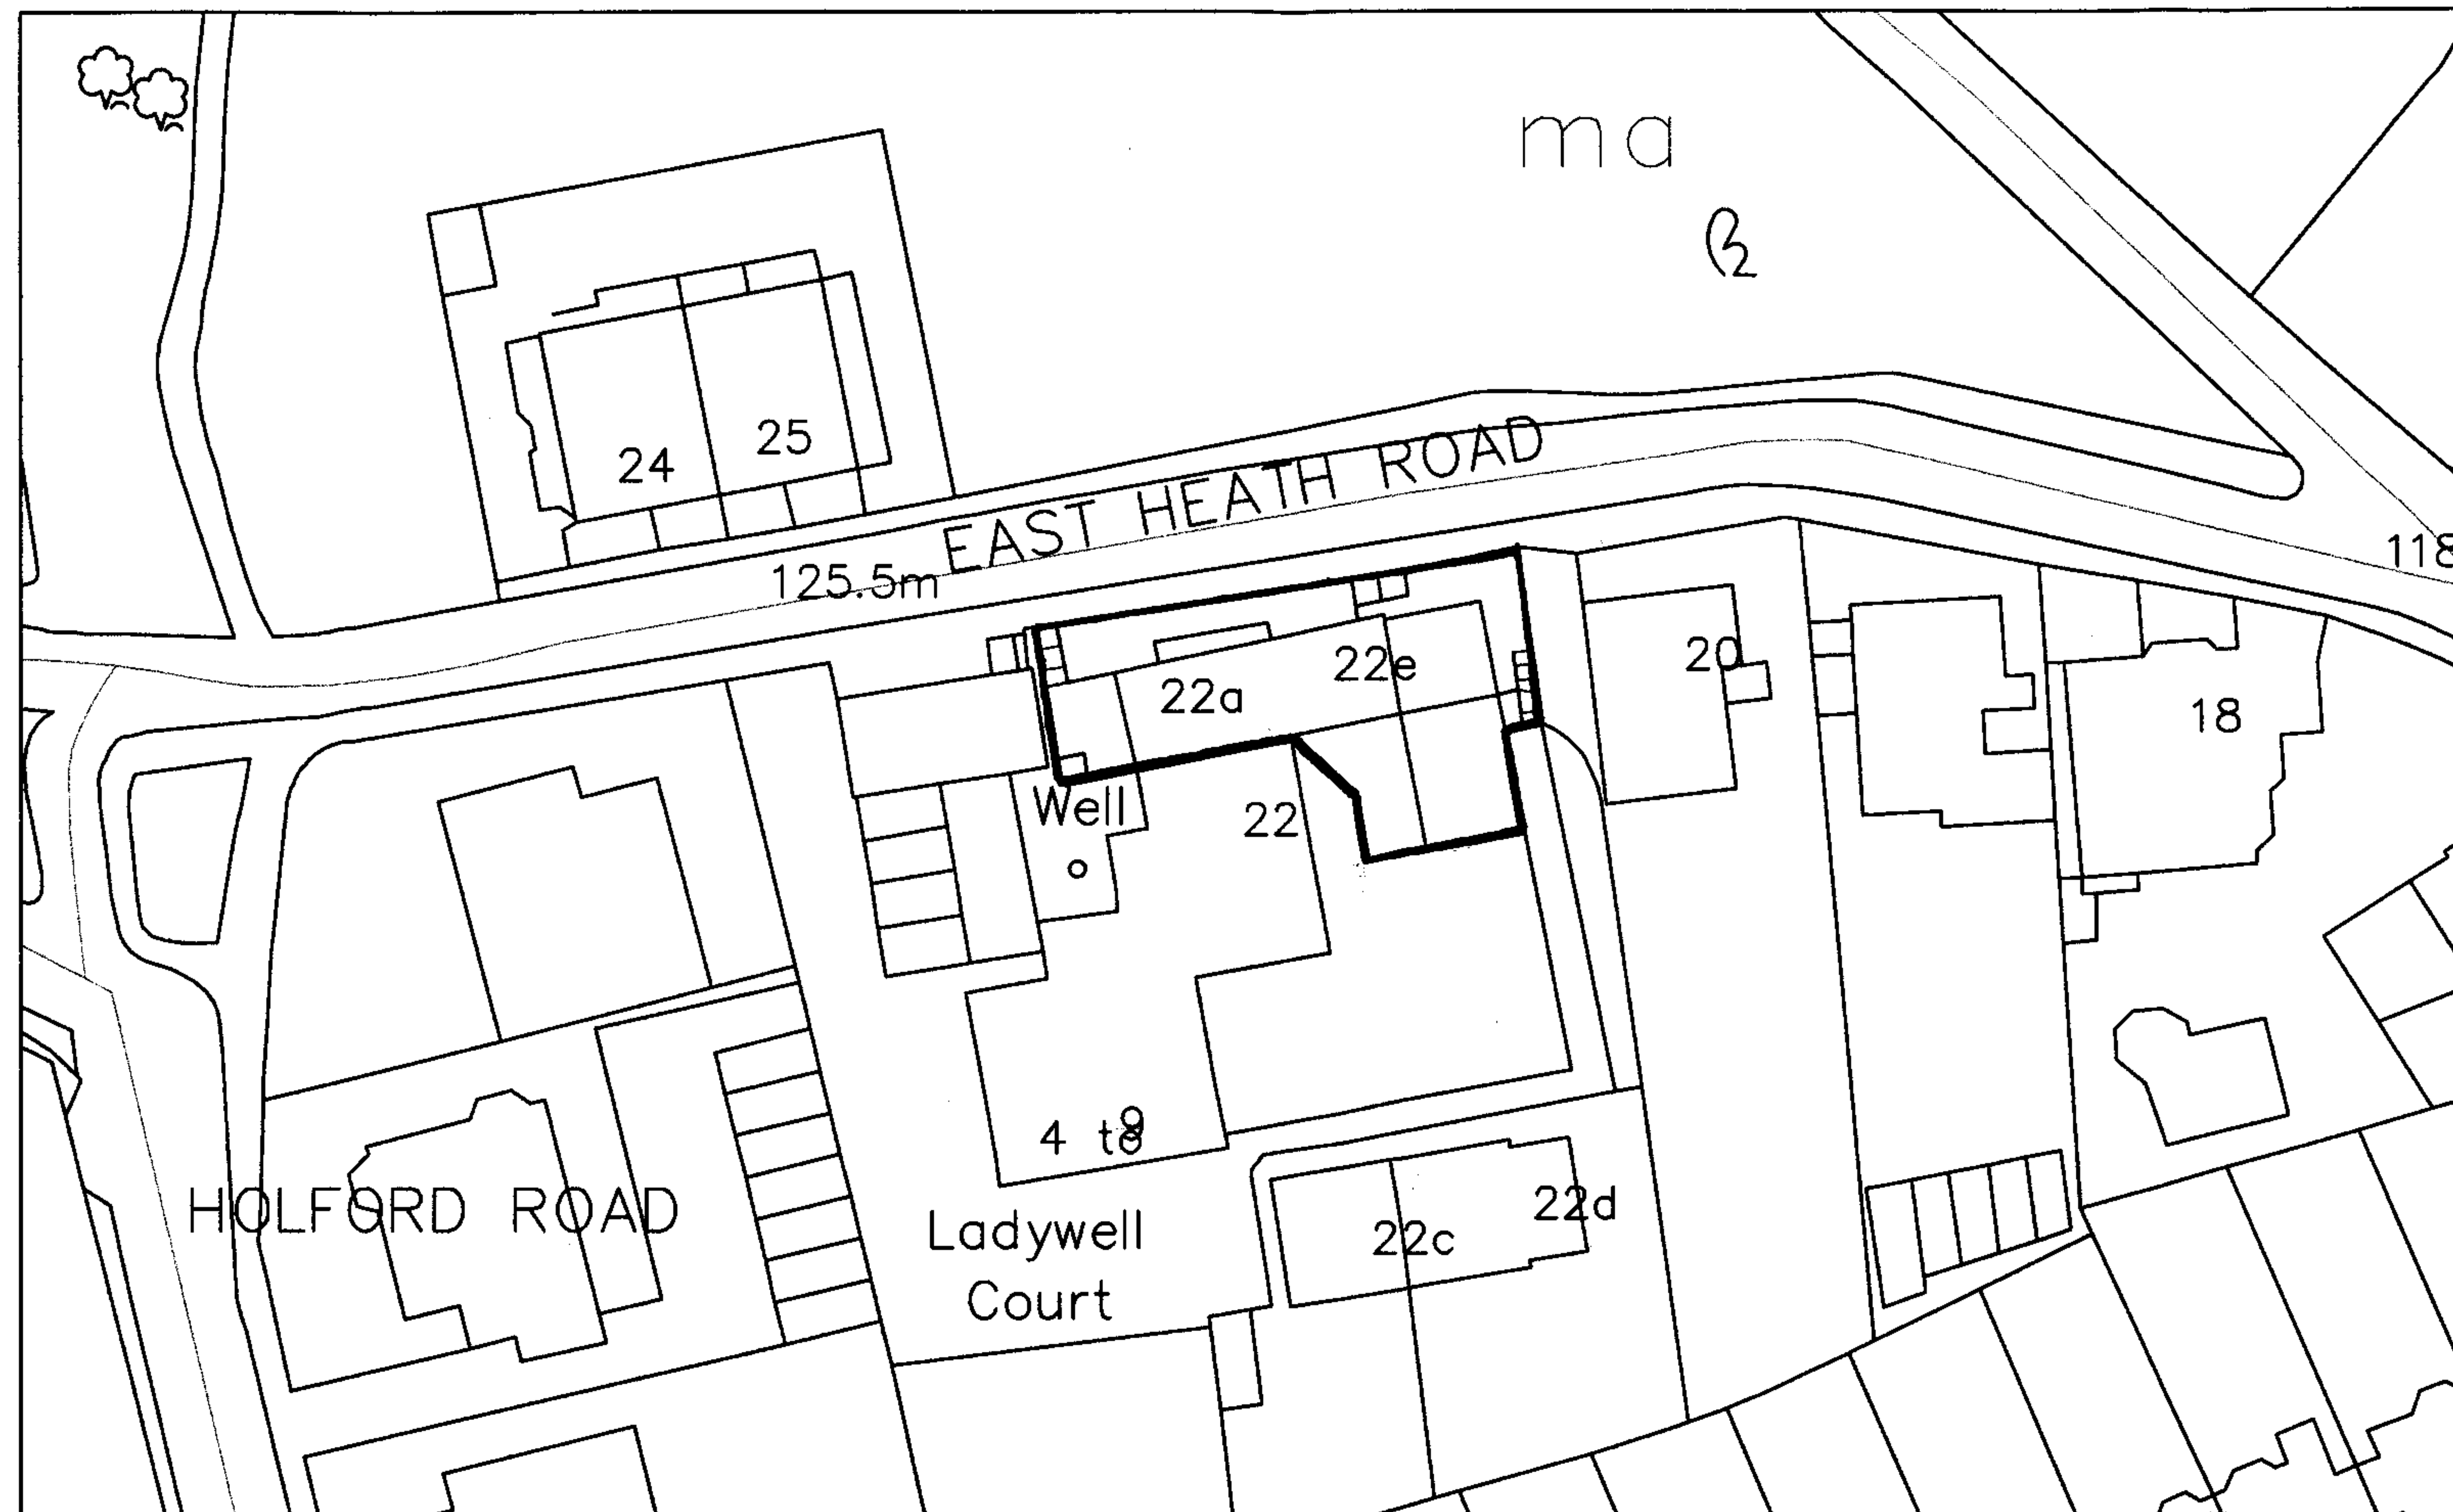 ma
24
25
EAST HEATH ROAD
125.5m
118
22a
22e
20
18
Well
22
4 to
HOLFORD ROAD
Ladywell
Court
22c
22d